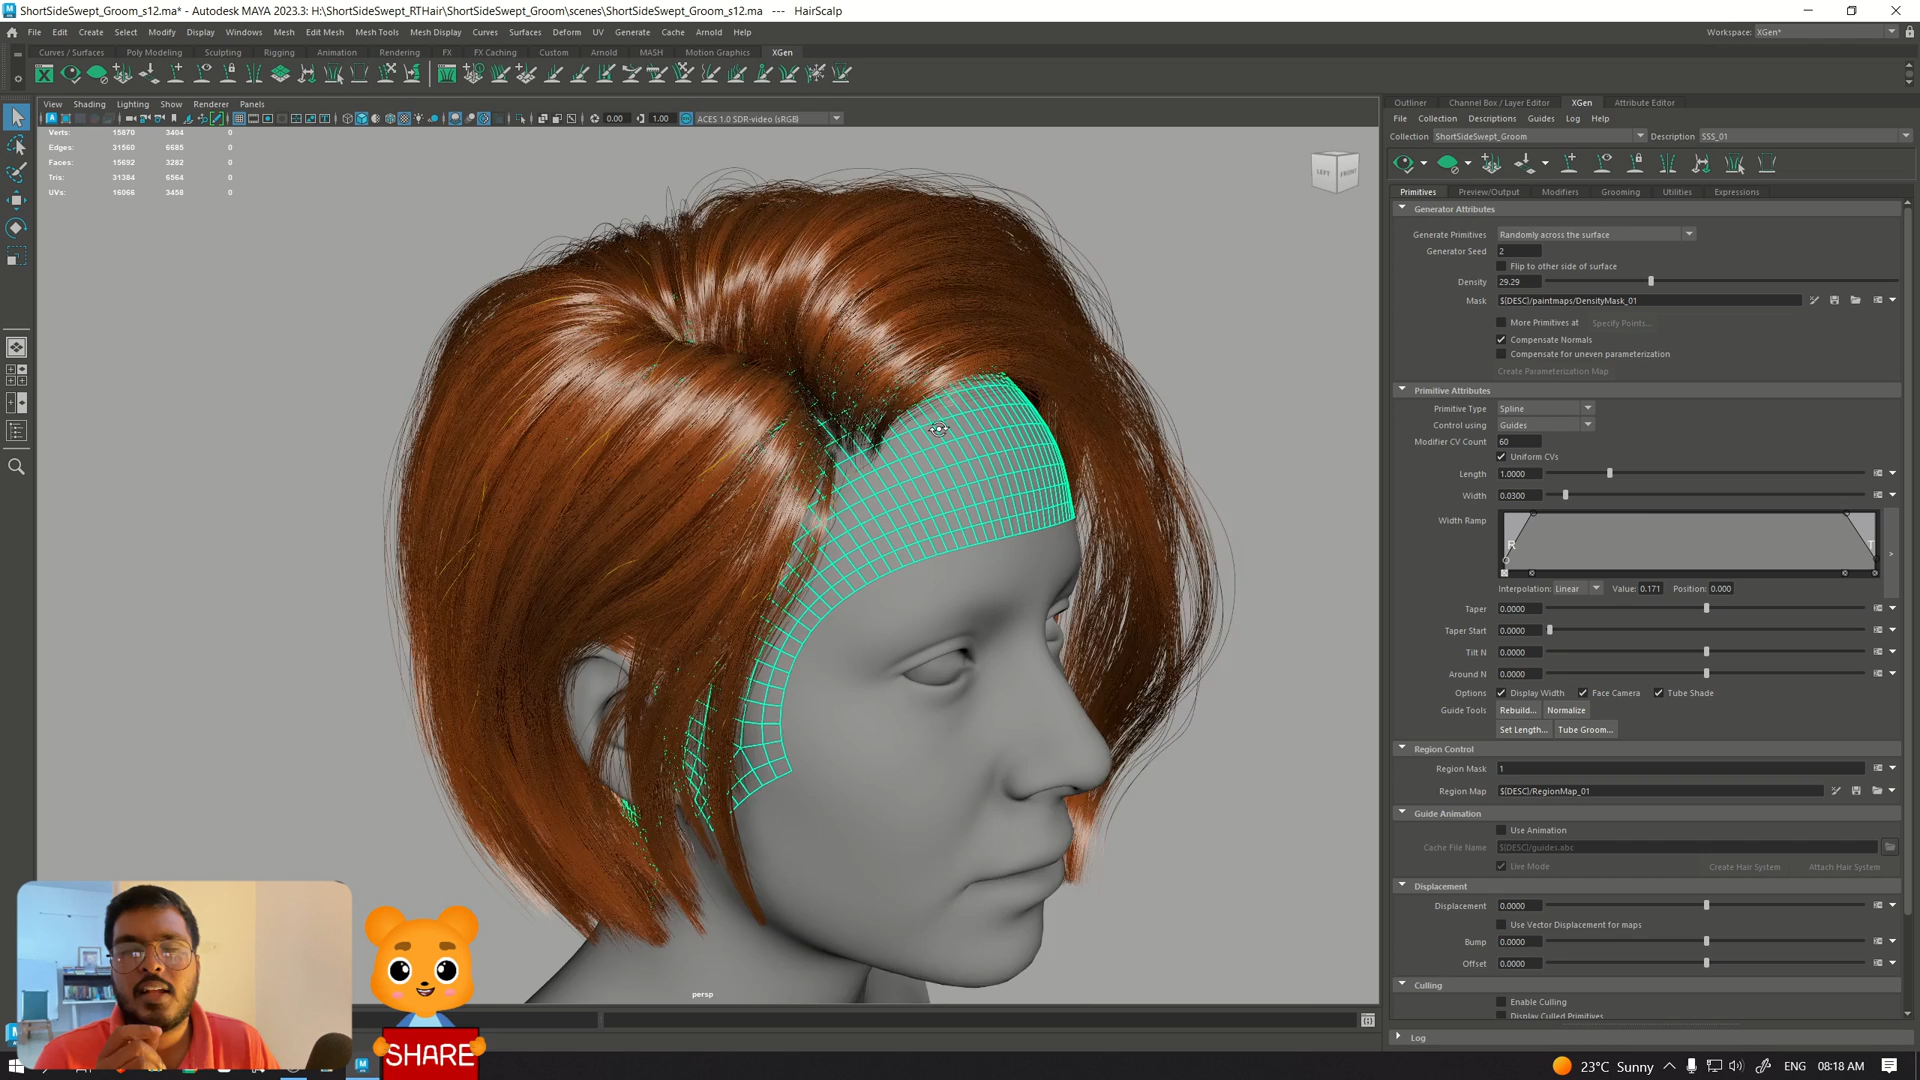 ShortSideSwept_Groom_s12.ma* - Autodesk MAYA 2023.3: H:\ShortSideSwept_RTHair\ShortSideSwept_Groom\scenes\ShortSideSwept_Groom_s12.ma   ---   HairScalp
File Edit Create Select Modify Display Windows Mesh Edit Mesh Mesh Tools Mesh Display Curves Surfaces Deform UV Generate Cache Arnold Help
Workspace: XGen*
Curves / Surfaces Poly Modeling Sculpting Rigging Animation Rendering FX FX Caching Custom Arnold MASH Motion Graphics XGen
View Shading Lighting Show Renderer Panels
0.00 1.00 ACES 1.0 SDR-video (sRGB)
Verts: 15870 3404 0
Edges: 31560 6685 0
Faces: 15692 3282 0
Tris: 31384 6564 0
UVs: 16066 3458 0
LEFT FRONT
persp
Outliner Channel Box / Layer Editor XGen Attribute Editor
File Collection Descriptions Guides Log Help
Collection ShortSideSwept_Groom Description SSS_01
Primitives Preview/Output Modifiers Grooming Utilities Expressions
Generator Attributes
Generate Primitives Randomly across the surface
Generator Seed 2
Flip to other side of surface
Density 29.29
Mask ${DESC}/paintmaps/DensityMask_01
More Primitives at Specify Points...
Compensate Normals
Compensate for uneven parameterization
Create Parameterization Map
Primitive Attributes
Primitive Type Spline
Control using Guides
Modifier CV Count 60
Uniform CVs
Length 1.0000
Width 0.0300
Width Ramp
R T
>
Interpolation: Linear Value: 0.171 Position: 0.000
Taper 0.0000
Taper Start 0.0000
Tilt N 0.0000
Around N 0.0000
Options Display Width Face Camera Tube Shade
Guide Tools Rebuild... Normalize
Set Length... Tube Groom...
Region Control
Region Mask 1
Region Map ${DESC}/RegionMap_01
Guide Animation
Use Animation
Cache File Name ${DESC}/guides.abc
Live Mode Create Hair System Attach Hair System
Displacement
Displacement 0.0000
Use Vector Displacement for maps
Bump 0.0000
Offset 0.0000
Culling
Enable Culling
Display Culled Primitives
Log
SHARE
23°C Sunny ENG 08:18 AM